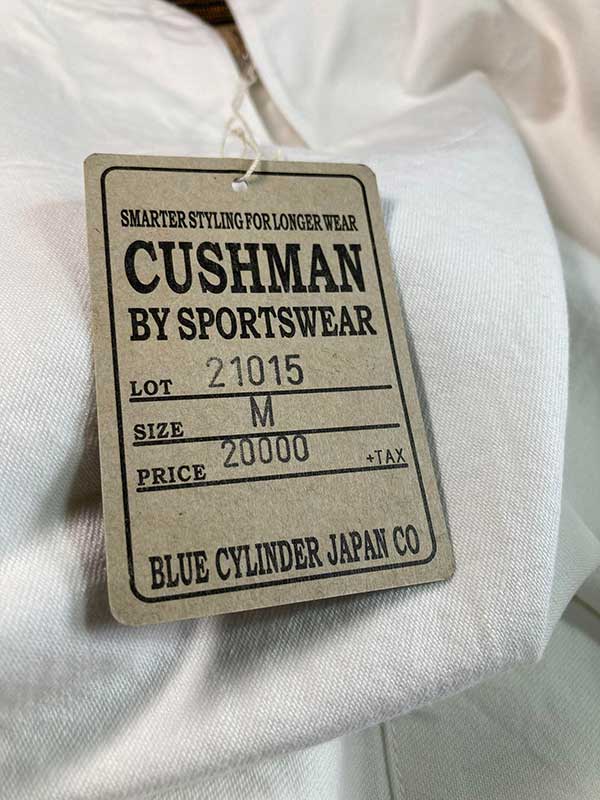 SMARTER STYLING FOR LONGER WEAR
CUSHMAN
BY SPORTSWEAR
LOT 21015
SIZE M
PRICE 20000 +TAX
BLUE CYLINDER JAPAN CO